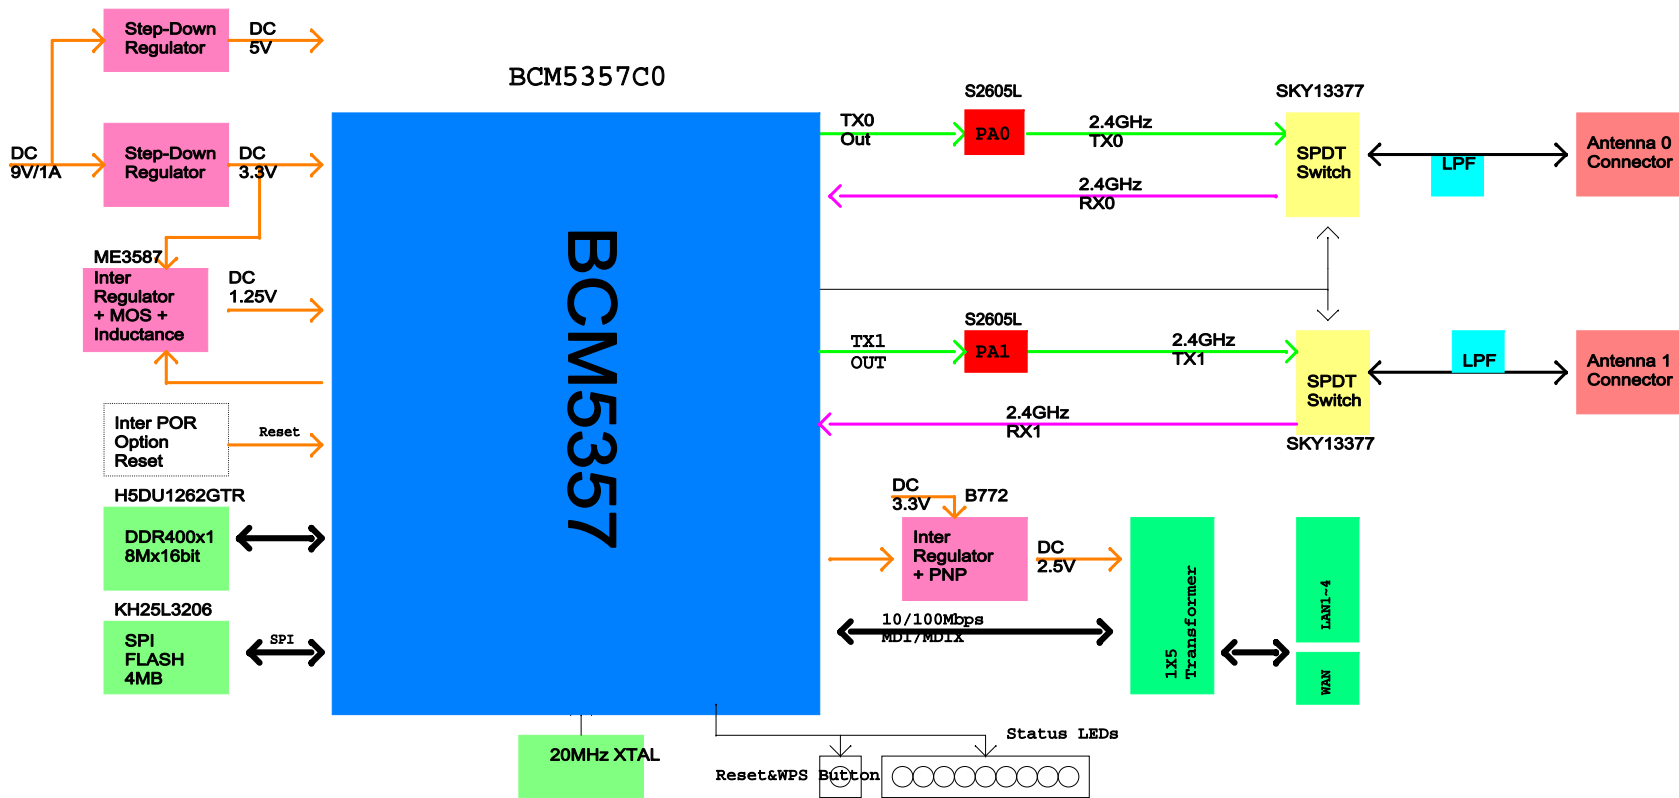 Step-Down
Regulator
DC
5V
BCM5357C0
DC
9V/1A
Step-Down
Regulator
DC
3.3V
ME3587
Inter
Regulator
+ MOS +
Inductance
DC
1.25V
Inter POR
Option
Reset
Reset
H5DU1262GTR
DDR400x1
8Mx16bit
KH25L3206
SPI
FLASH
4MB
SPI
BCM5357
TX0
Out
S2605L
PA0
2.4GHz
TX0
SKY13377
SPDT
Switch
2.4GHz
RX0
LPF
Antenna 0
Connector
TX1
OUT
S2605L
PA1
2.4GHz
TX1
SPDT
Switch
SKY13377
2.4GHz
RX1
LPF
Antenna 1
Connector
DC
3.3V
B772
Inter
Regulator
+ PNP
DC
2.5V
10/100Mbps
MDI/MDIX
1X5
Transformer
LAN1~4
WAN
20MHz XTAL
Reset&WPS Button
Status LEDs